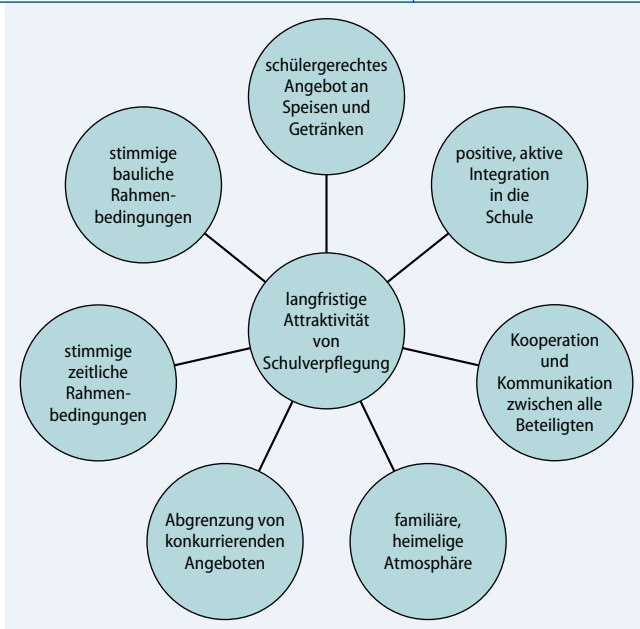 schülergerechtes
Angebot an
Speisen und
Getränken
positive, aktive
Integration
in die
Schule
Kooperation
und
Kommunikation
zwischen alle
Beteiligten
familiäre,
heimelige
Atmosphäre
Abgrenzung von
konkurrierenden
Angeboten
stimmige
zeitliche
Rahmen-
bedingungen
stimmige
bauliche
Rahmen-
bedingungen
langfristige
Attraktivität
von
Schulverpflegung